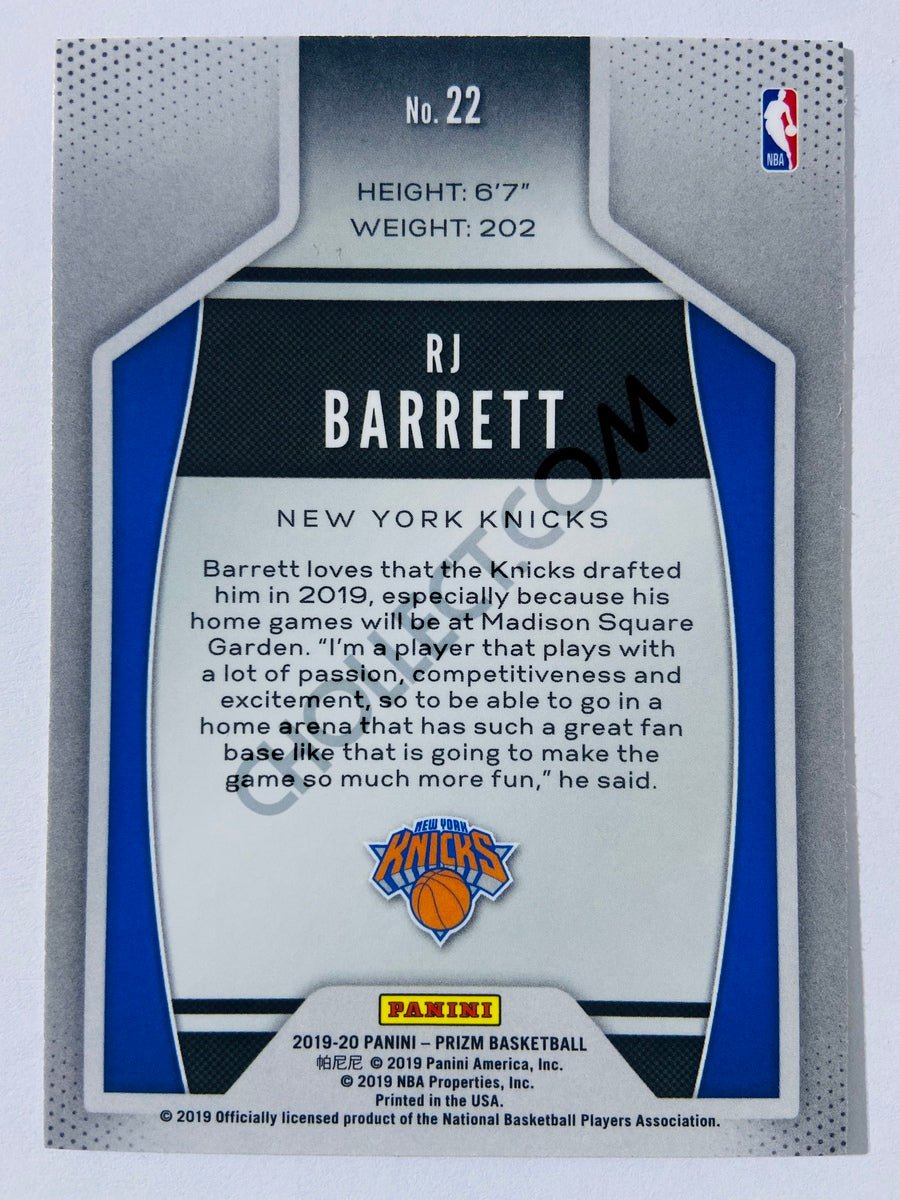 No. 22
NBA
HEIGHT: 6'7"
WEIGHT: 202
RJ
BARRETT
NEW YORK KNICKS
Barrett loves that the Knicks drafted
him in 2019, especially because his
home games will be at Madison Square
Garden. "I'm a player that plays with
a lot of passion, competitiveness and
excitement, so to be able to go in a
home arena that has such a great fan
base like that is going to make the
game so much more fun," he said.
CHOLLECT.COM
NEW YORK
KNICKS
PANINI
2019-20 PANINI – PRIZM BASKETBALL
帕尼尼 © 2019 Panini America, Inc.
© 2019 NBA Properties, Inc.
Printed in the USA.
© 2019 Officially licensed product of the National Basketball Players Association.